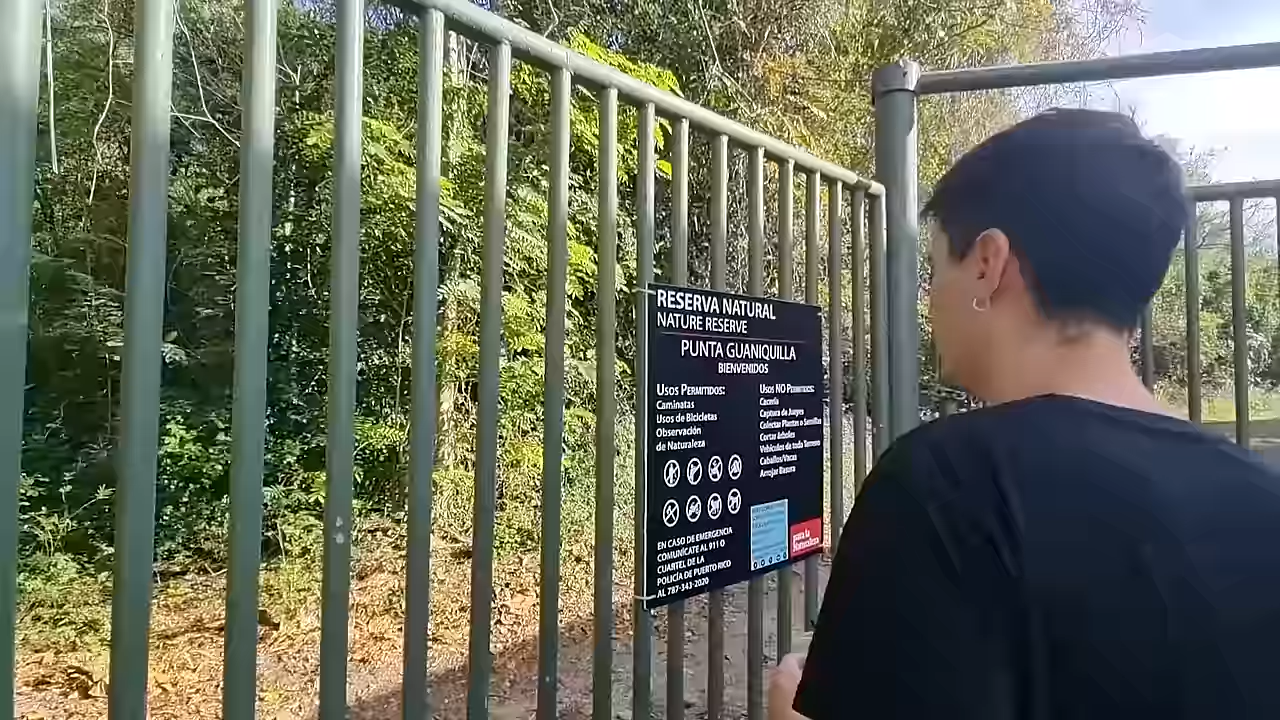 RESERVA NATURAL
NATURE RESERVE
PUNTA GUANIQUILLA
BIENVENIDOS
USOS PERMITIDOS:
Caminatas
Usos de Bicicletas
Observación
de Naturaleza
USOS NO PERMITIDOS:
Cacería
Captura de Jueyes
Colectar Plantas o Semillas
Cortar árboles
Vehículos de todo Terreno
Caballos/Vacas
Arrojar Basura
EN CASO DE EMERGENCIA
COMUNÍCATE AL 911 O
CUARTEL DE LA
POLICÍA DE PUERTO RICO
AL 787-343-2020
para la
Naturaleza